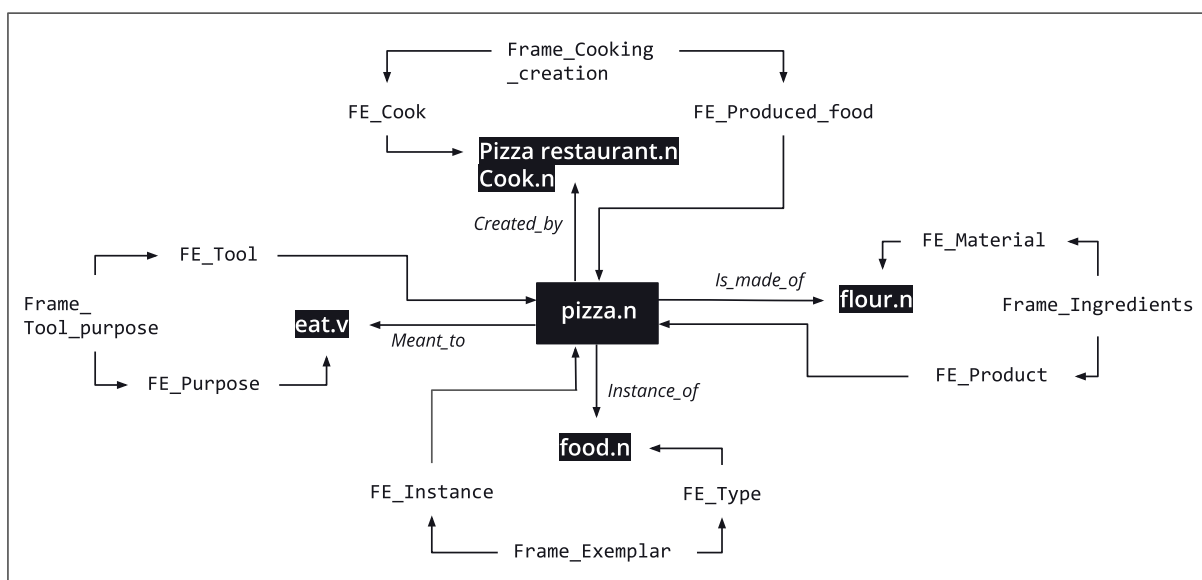 Frame_Cooking
_creation
FE_Cook
FE_Produced_food
Pizza restaurant.n
Cook.n
Created_by
FE_Tool
FE_Material
Is_made_of
Frame_
Tool_purpose
eat.v
pizza.n
flour.n
Frame_Ingredients
Meant_to
FE_Purpose
FE_Product
Instance_of
food.n
FE_Instance
FE_Type
Frame_Exemplar